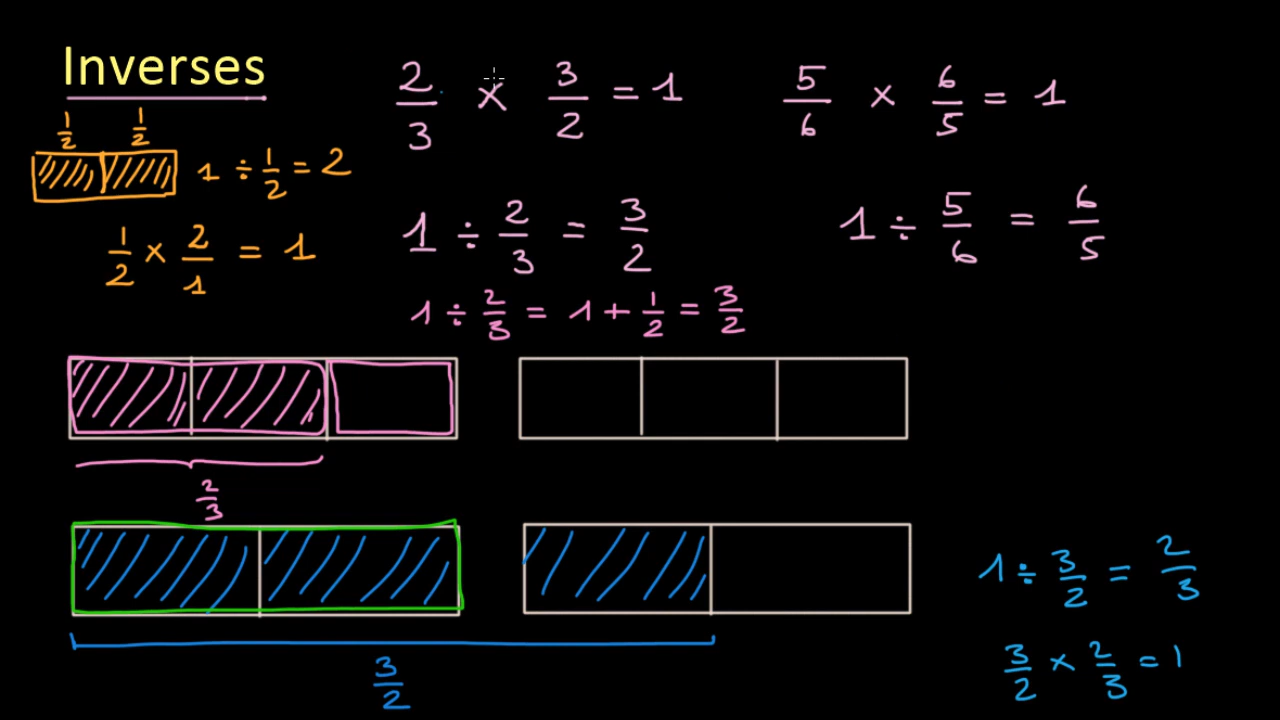 Inverses
2/3 × 3/2 = 1
5/6 × 6/5 = 1
1/2 1/2
1 ÷ 1/2 = 2
1/2 × 2/1 = 1
1 ÷ 2/3 = 3/2
1 ÷ 5/6 = 6/5
1 ÷ 2/3 = 1 + 1/2 = 3/2
2/3
3/2
1 ÷ 3/2 = 2/3
3/2 × 2/3 = 1